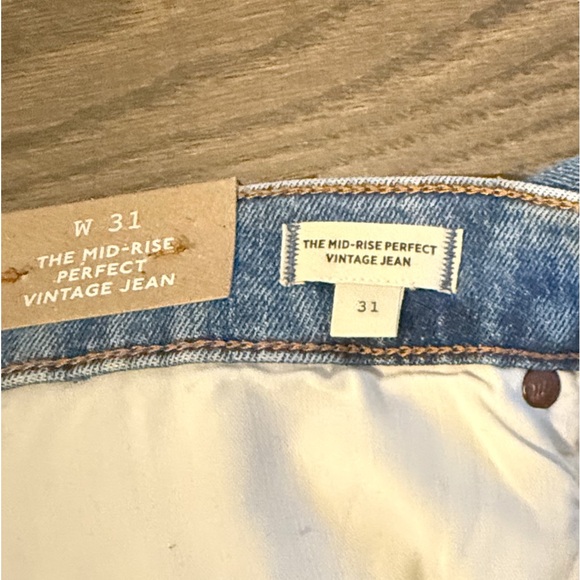 W 31
THE MID-RISE
PERFECT
VINTAGE JEAN
THE MID-RISE PERFECT
VINTAGE JEAN
31